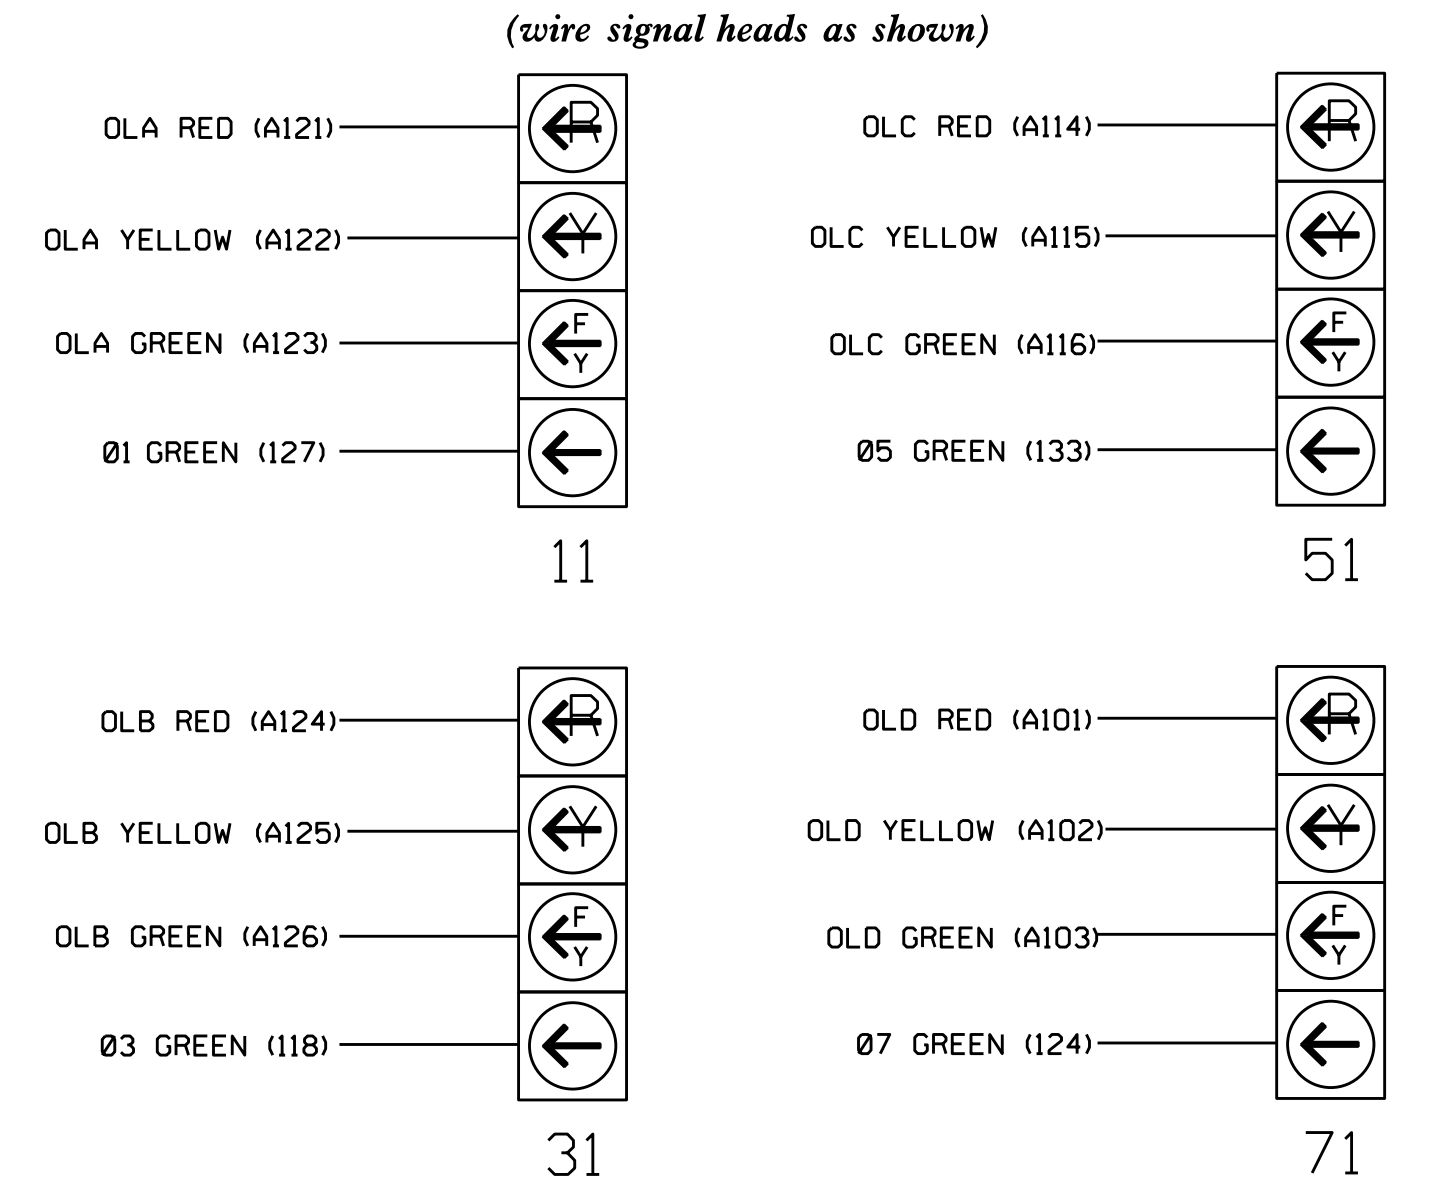 (wire signal heads as shown)
OLA RED (A121)
R
OLA YELLOW (A122)
Y
OLA GREEN (A123)
F
Y
Ø1 GREEN (127)
11
OLC RED (A114)
R
OLC YELLOW (A115)
Y
OLC GREEN (A116)
F
Y
Ø5 GREEN (133)
51
OLB RED (A124)
R
OLB YELLOW (A125)
Y
OLB GREEN (A126)
F
Y
Ø3 GREEN (118)
31
OLD RED (A101)
R
OLD YELLOW (A102)
Y
OLD GREEN (A103)
F
Y
Ø7 GREEN (124)
71